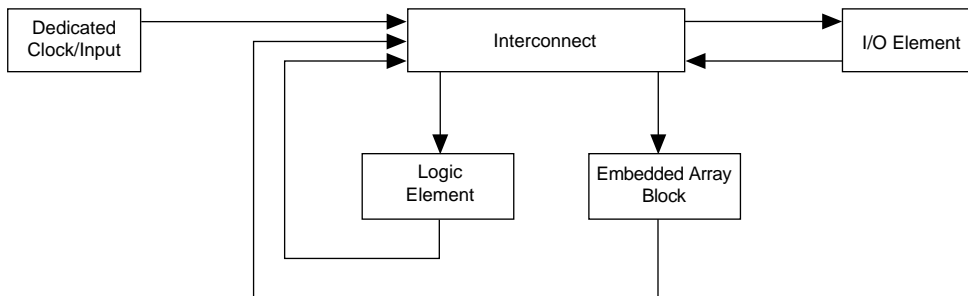 Dedicated
Clock/Input
Interconnect
I/O Element
Logic
Element
Embedded Array
Block